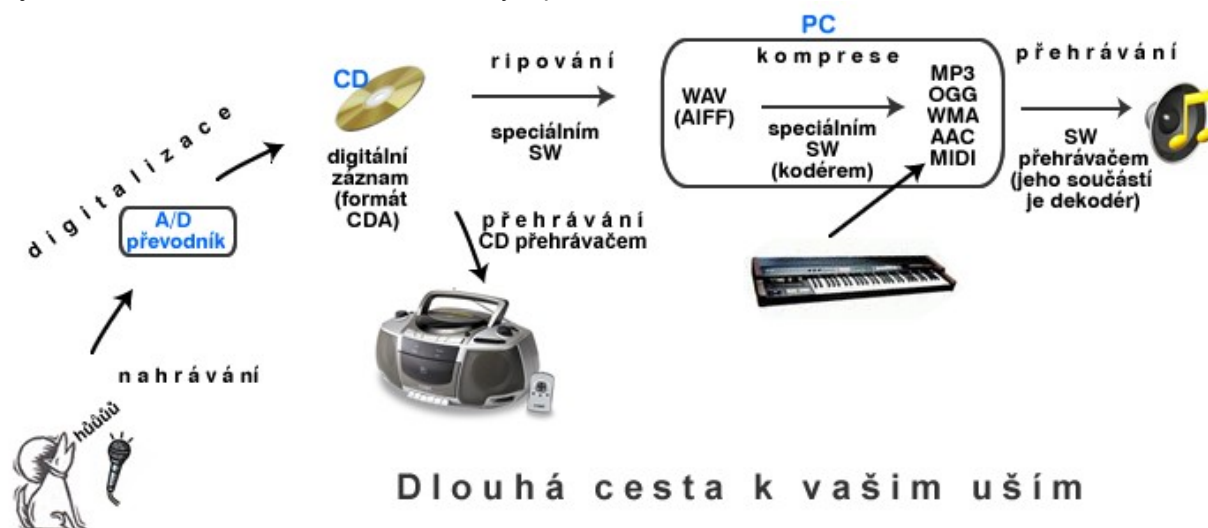 PC
CD
ripování
speciálním
SW
komprese
WAV
(AIFF)
speciálním
SW
(kodérem)
MP3
OGG
WMA
AAC
MIDI
přehrávání
SW
přehrávačem
(jeho součástí
je dekodér)
digitalizace
digitální
záznam
(formát
CDA)
A/D
převodník
přehrávání
CD přehrávačem
nahrávání
hůůůů
Dlouhá cesta k vašim uším